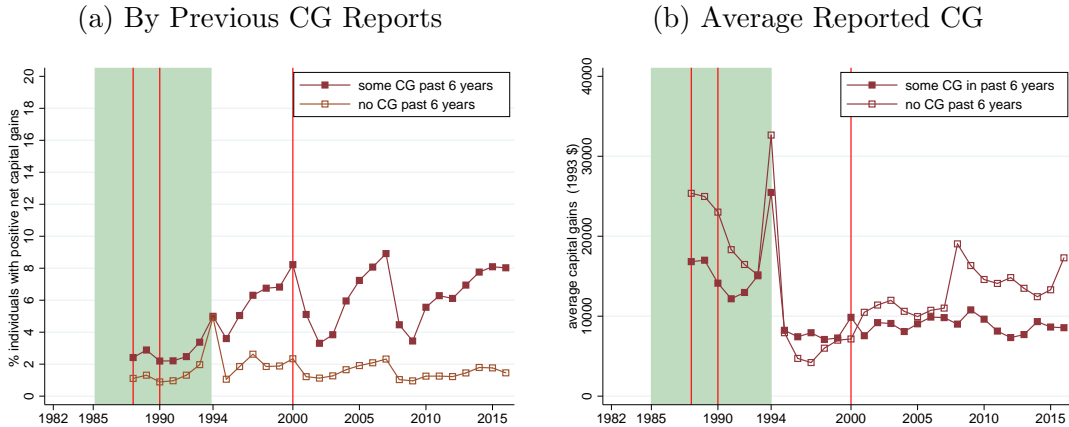 (a) By Previous CG Reports
% individuals with positive net capital gains
20
18
16
14
12
10
8
6
4
2
0
some CG past 6 years
no CG past 6 years
1982 1985 1990 1994 2000 2005 2010 2015
(b) Average Reported CG
average capital gains (1993 $)
40000
30000
20000
10000
0
some CG in past 6 years
no CG past 6 years
1982 1985 1990 1994 2000 2005 2010 2015